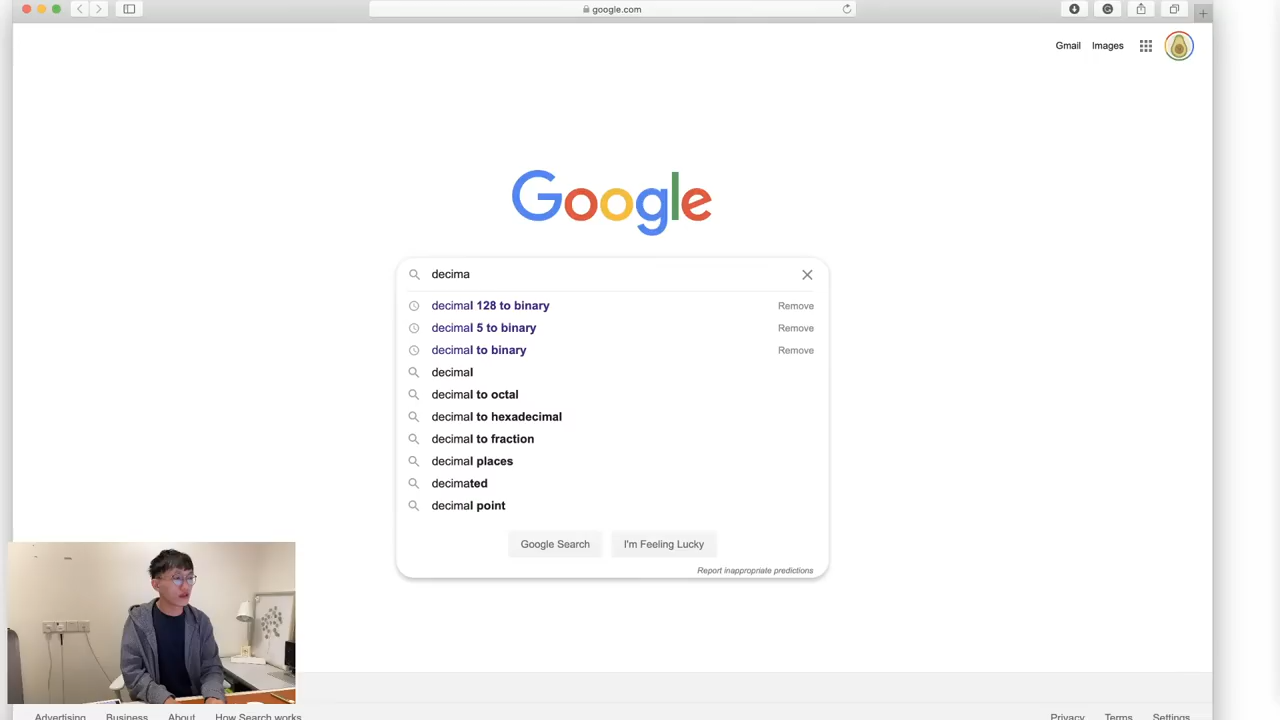 google.com
Gmail Images
Google
decima
decimal 128 to binary Remove
decimal 5 to binary Remove
decimal to binary Remove
decimal
decimal to octal
decimal to hexadecimal
decimal to fraction
decimal places
decimated
decimal point
Google Search I'm Feeling Lucky
Report inappropriate predictions
Advertising Business About How Search works Privacy Terms Settings